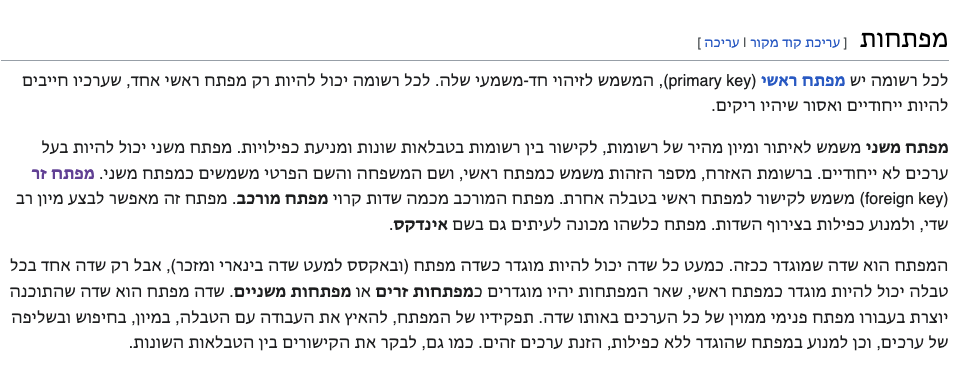 מפתחות [ עריכת קוד מקור | עריכה ]
לכל רשומה יש מפתח ראשי (primary key), המשמש לזיהוי חד-משמעי שלה. לכל רשומה יכול להיות רק מפתח ראשי אחד, שערכיו חייבים
להיות ייחודיים ואסור שיהיו ריקים.
מפתח משני משמש לאיתור ומיון מהיר של רשומות, לקישור בין רשומות בטבלאות שונות ומניעת כפילויות. מפתח משני יכול להיות בעל
ערכים לא ייחודיים. ברשומת האזרח, מספר הזהות משמש כמפתח ראשי, ושם המשפחה והשם הפרטי משמשים כמפתח משני. מפתח זר
(foreign key) משמש לקישור למפתח ראשי בטבלה אחרת. מפתח המורכב מכמה שדות קרוי מפתח מורכב. מפתח זה מאפשר לבצע מיון רב
שדי, ולמנוע כפילות בצירוף השדות. מפתח כלשהו מכונה לעיתים גם בשם אינדקס.
המפתח הוא שדה שמוגדר ככזה. כמעט כל שדה יכול להיות מוגדר כשדה מפתח (ובאקסס למעט שדה בינארי ומזכר), אבל רק שדה אחד בכל
טבלה יכול להיות מוגדר כמפתח ראשי, שאר המפתחות יהיו מוגדרים כמפתחות זרים או מפתחות משניים. שדה מפתח הוא שדה שהתוכנה
יוצרת בעבורו מפתח פנימי ממוין של כל הערכים באותו שדה. תפקידיו של המפתח, להאיץ את העבודה עם הטבלה, במיון, בחיפוש ובשליפה
של ערכים, וכן למנוע במפתח שהוגדר ללא כפילות, הזנת ערכים זהים. כמו גם, לבקר את הקישורים בין הטבלאות השונות.